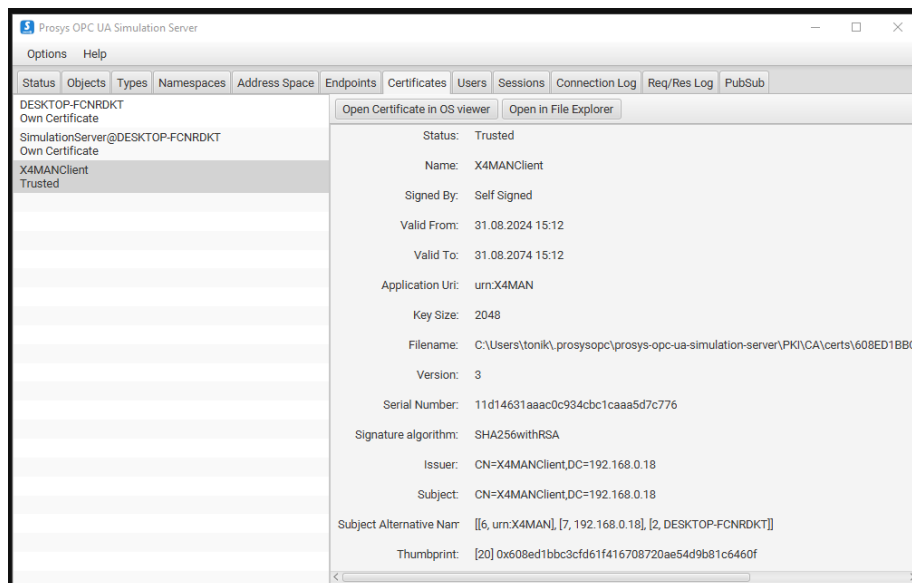 Prosys OPC UA Simulation Server
Options Help
Status Objects Types Namespaces Address Space Endpoints Certificates Users Sessions Connection Log Req/Res Log PubSub
DESKTOP-FCNRDKT
Own Certificate
SimulationServer@DESKTOP-FCNRDKT
Own Certificate
X4MANClient
Trusted
Open Certificate in OS viewer Open in File Explorer
Status: Trusted
Name: X4MANClient
Signed By: Self Signed
Valid From: 31.08.2024 15:12
Valid To: 31.08.2074 15:12
Application Uri: urn:X4MAN
Key Size: 2048
Filename: C:\Users\tonik\.prosysopc\prosys-opc-ua-simulation-server\PKI\CA\certs\608ED1BBC
Version: 3
Serial Number: 11d14631aaac0c934cbc1caaa5d7c776
Signature algorithm: SHA256withRSA
Issuer: CN=X4MANClient,DC=192.168.0.18
Subject: CN=X4MANClient,DC=192.168.0.18
Subject Alternative Nam [[6, urn:X4MAN], [7, 192.168.0.18], [2, DESKTOP-FCNRDKT]]
Thumbprint: [20] 0x608ed1bbc3cfd61f416708720ae54d9b81c6460f